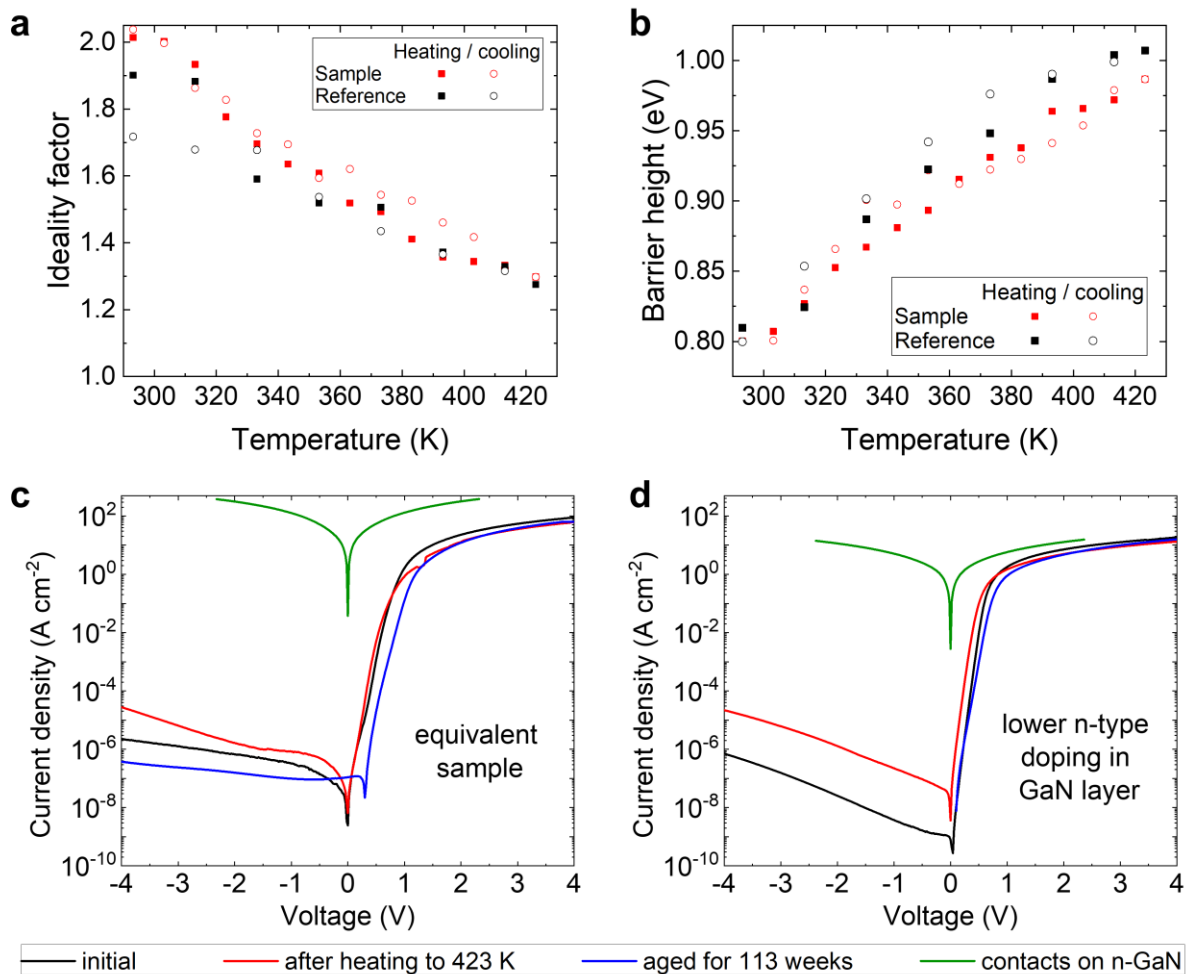 a
Ideality factor
2.0
1.8
1.6
1.4
1.2
1.0
Heating / cooling
Sample
Reference
300 320 340 360 380 400 420
Temperature (K)
b
Barrier height (eV)
1.00
0.95
0.90
0.85
0.80
Heating / cooling
Sample
Reference
300 320 340 360 380 400 420
Temperature (K)
c
Current density (A cm-2)
10^2
10^0
10^-2
10^-4
10^-6
10^-8
10^-10
equivalent
sample
-4 -3 -2 -1 0 1 2 3 4
Voltage (V)
d
Current density (A cm-2)
10^2
10^0
10^-2
10^-4
10^-6
10^-8
10^-10
lower n-type
doping in
GaN layer
-4 -3 -2 -1 0 1 2 3 4
Voltage (V)
initial after heating to 423 K aged for 113 weeks contacts on n-GaN